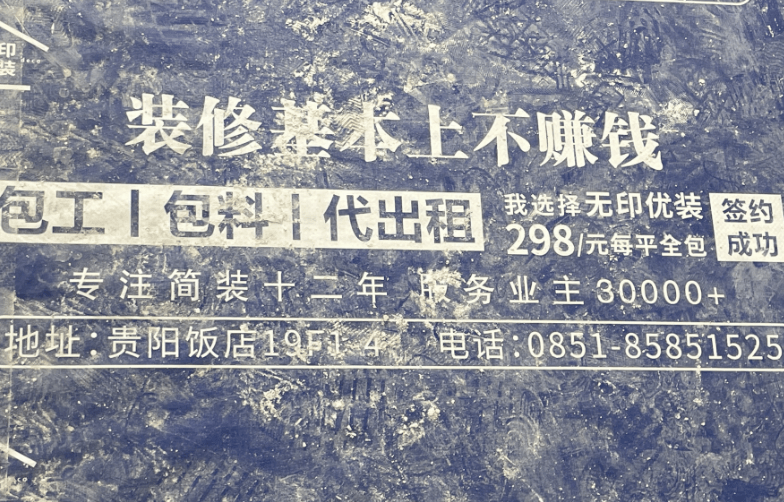 印
装
装修基本上不赚钱
包工|包料|代出租
我选择无印优装 签约
298/元每平全包 成功
专注简装十二年 服务业主30000+
地址:贵阳饭店19F1 4 电话:0851-85851525